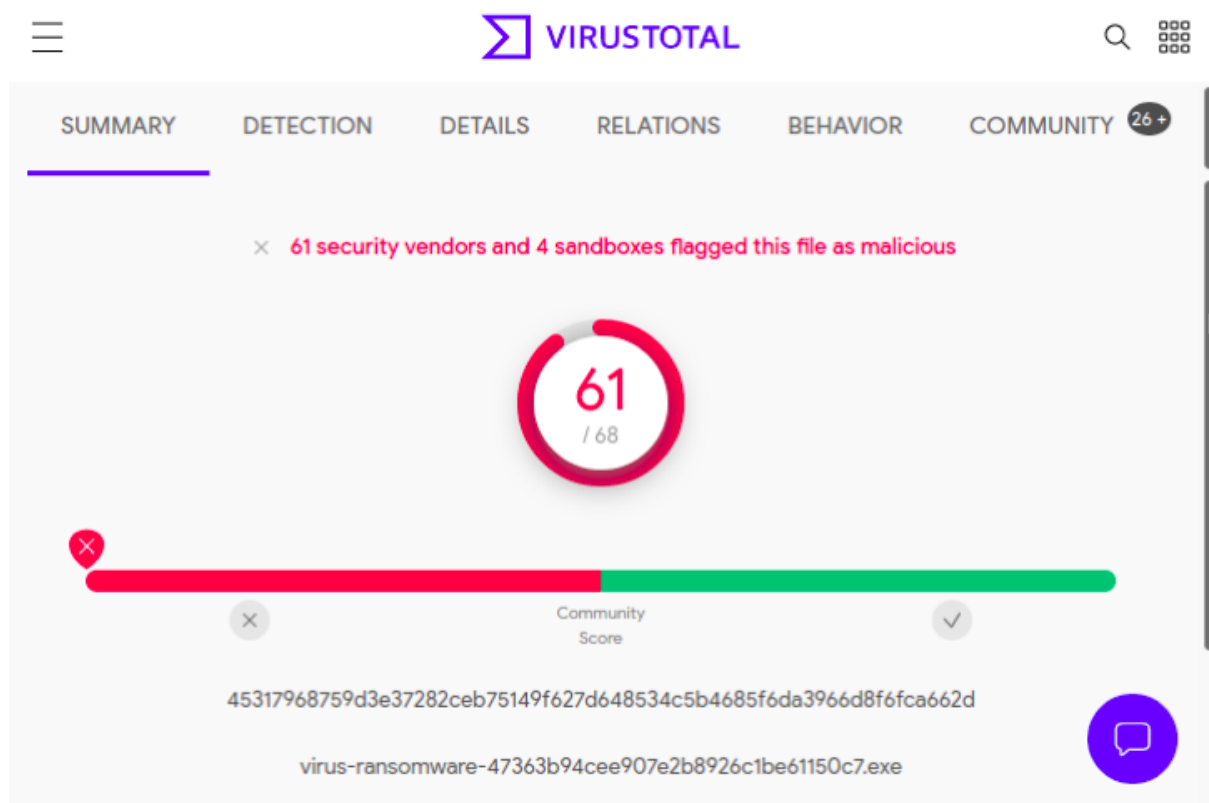 VIRUSTOTAL
SUMMARY DETECTION DETAILS RELATIONS BEHAVIOR COMMUNITY 26 +
61 security vendors and 4 sandboxes flagged this file as malicious
61
/ 68
Community
Score
45317968759d3e37282ceb75149f627d648534c5b4685f6da3966d8f6fca662d
virus-ransomware-47363b94cee907e2b8926c1be61150c7.exe